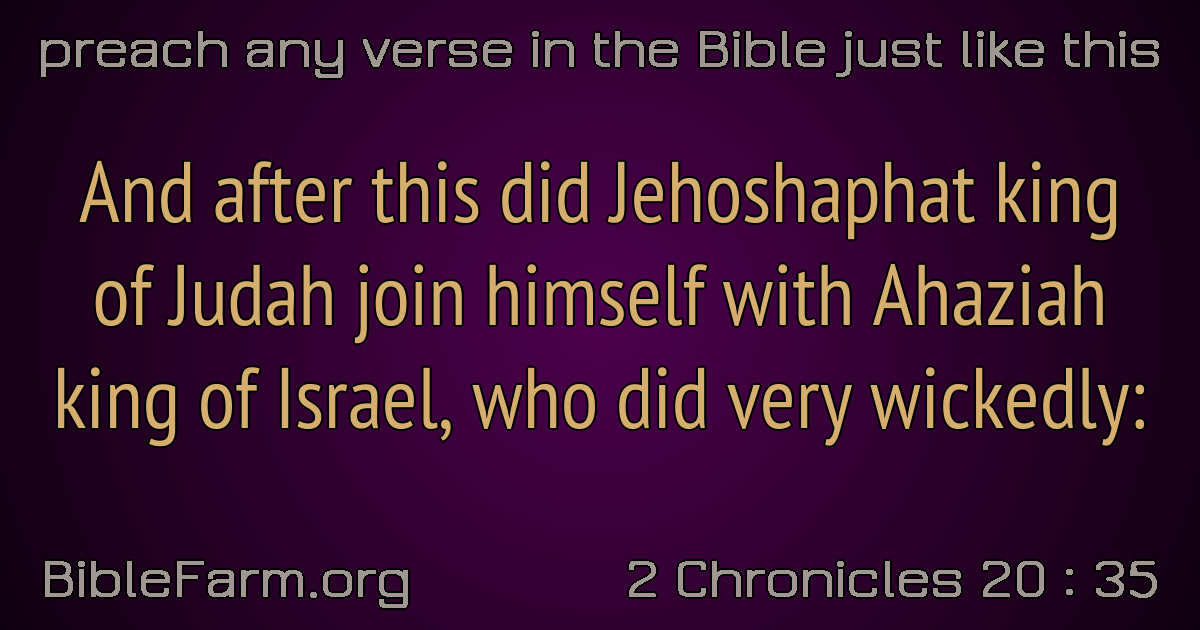 preach any verse in the Bible just like this
And after this did Jehoshaphat king
of Judah join himself with Ahaziah
king of Israel, who did very wickedly:
BibleFarm.org
2 Chronicles 20 : 35